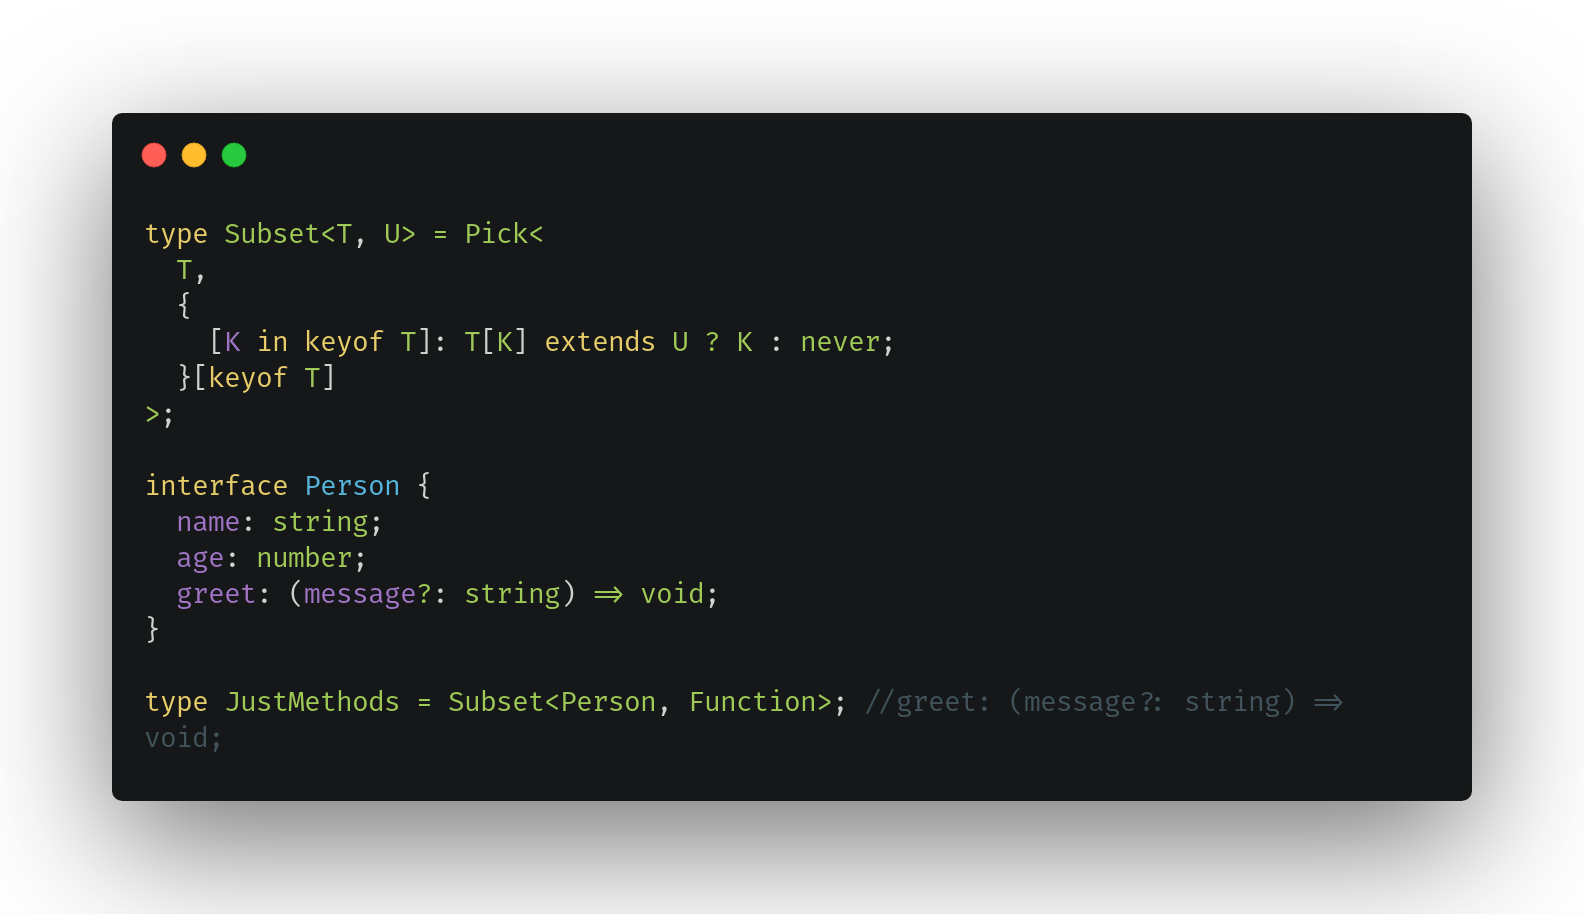 type Subset<T, U> = Pick<
  T,
  {
    [K in keyof T]: T[K] extends U ? K : never;
  }[keyof T]
>;

interface Person {
  name: string;
  age: number;
  greet: (message?: string) => void;
}

type JustMethods = Subset<Person, Function>; //greet: (message?: string) =>
void;